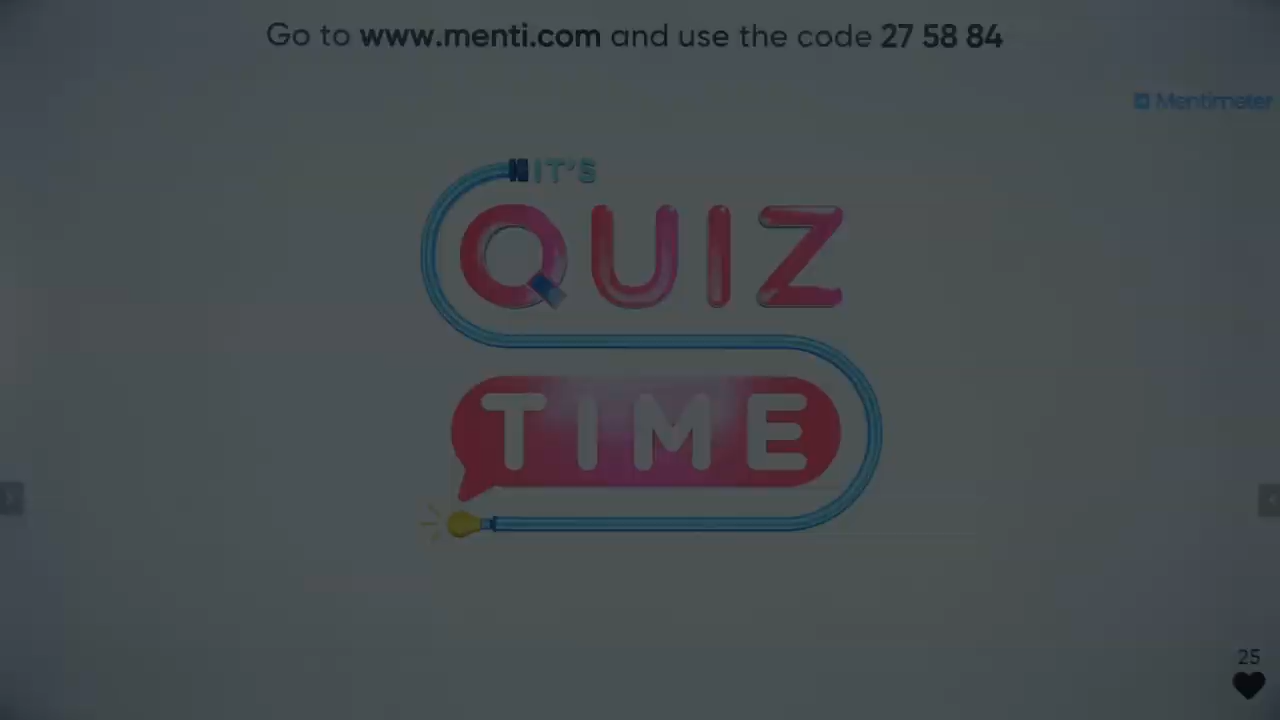 Go to www.menti.com and use the code 27 58 84
Mentimeter
IT'S
QUIZ
TIME
25